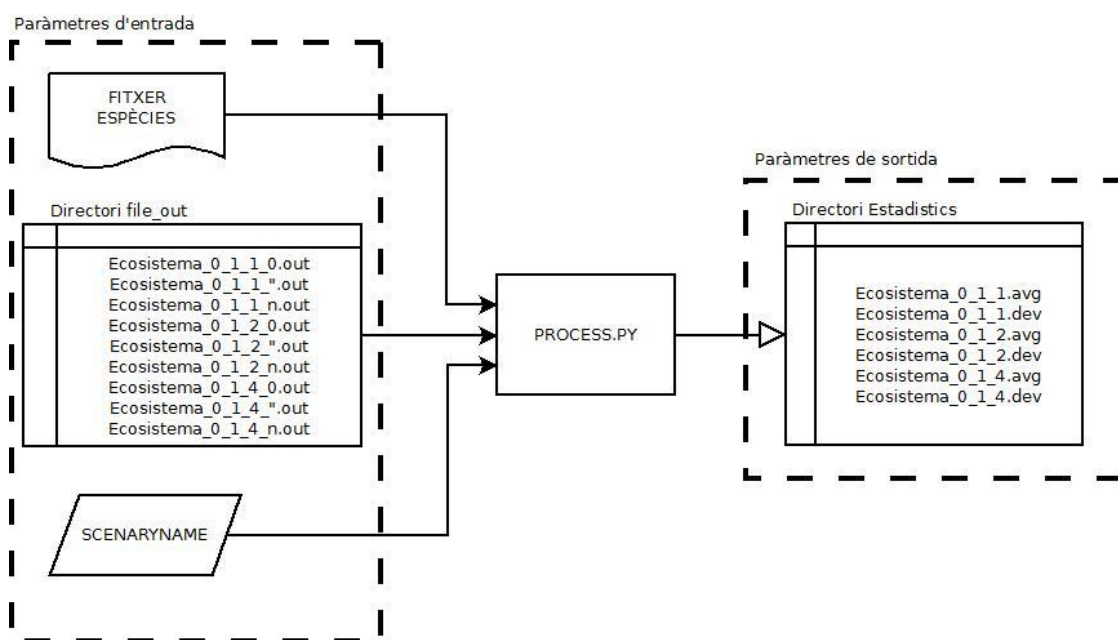 Paràmetres d'entrada
FITXER
ESPÈCIES
Directori file_out
Ecosistema_0_1_1_0.out
Ecosistema_0_1_1_".out
Ecosistema_0_1_1_n.out
Ecosistema_0_1_2_0.out
Ecosistema_0_1_2_".out
Ecosistema_0_1_2_n.out
Ecosistema_0_1_4_0.out
Ecosistema_0_1_4_".out
Ecosistema_0_1_4_n.out
SCENARYNAME
PROCESS.PY
Paràmetres de sortida
Directori Estadistics
Ecosistema_0_1_1.avg
Ecosistema_0_1_1.dev
Ecosistema_0_1_2.avg
Ecosistema_0_1_2.dev
Ecosistema_0_1_4.avg
Ecosistema_0_1_4.dev